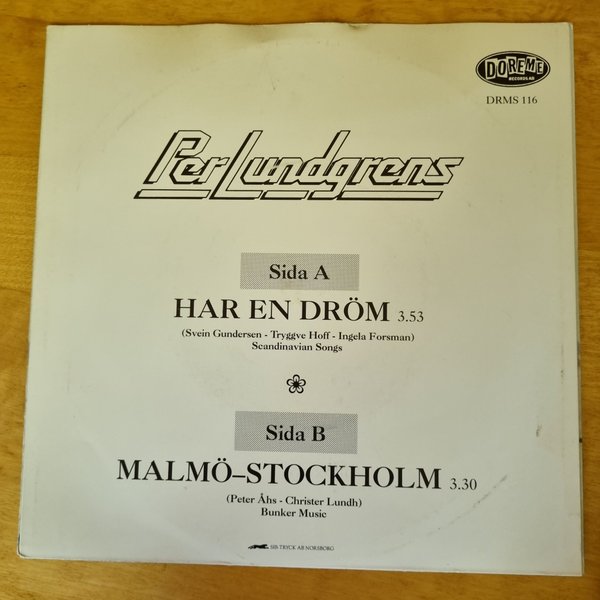 DOREME
RECORDS AB
DRMS 116
Per Lundgrens
Sida A
HAR EN DRÖM 3.53
(Svein Gundersen - Tryggve Hoff - Ingela Forsman)
Scandinavian Songs
Sida B
MALMÖ–STOCKHOLM 3.30
(Peter Åhs - Christer Lundh)
Bunker Music
SIB-TRYCK AB NORSBORG